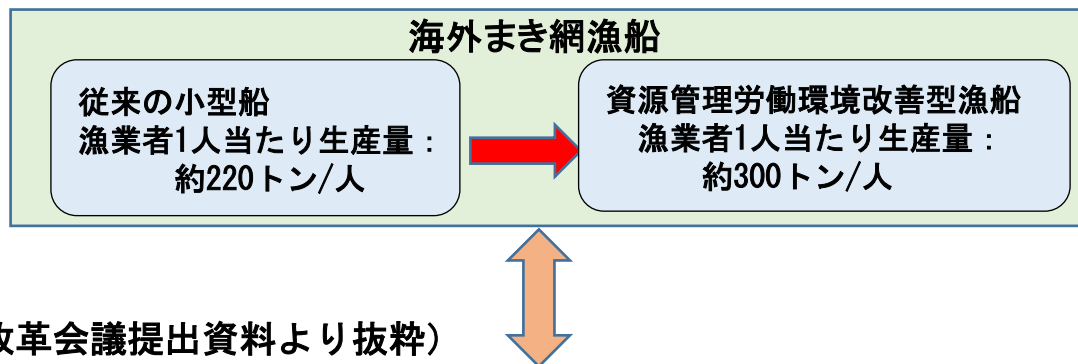 海外まき網漁船
従来の小型船
漁業者1人当たり生産量：
約220トン/人
資源管理労働環境改善型漁船
漁業者1人当たり生産量：
約300トン/人
革会議提出資料より抜粋）